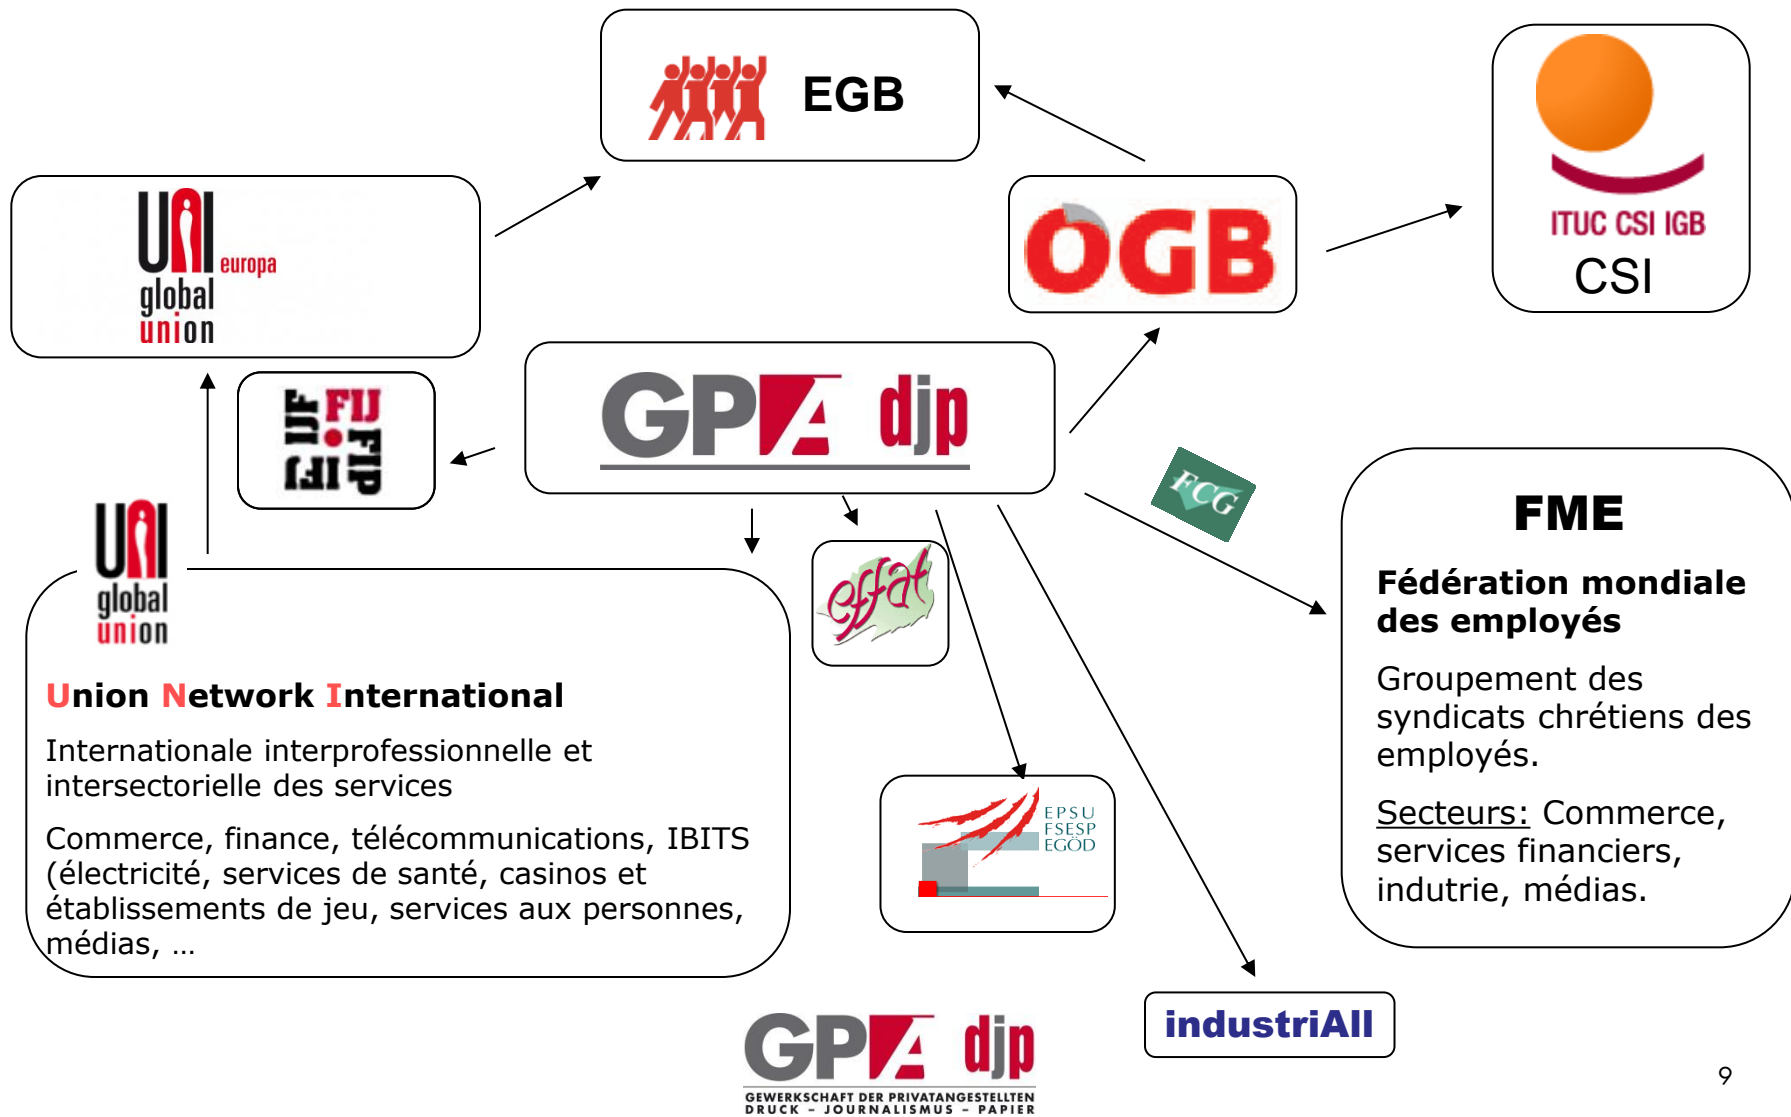 EGB
ITUC CSI IGB
CSI
UNI
europa
global
union
ÖGB
GPA djp
IJF FIJ
IFJ FIP
FCG
UNI
global
union
effat
Union Network International
Internationale interprofessionnelle et
intersectorielle des services
Commerce, finance, télécommunications, IBITS
(électricité, services de santé, casinos et
établissements de jeu, services aux personnes,
médias, …
EPSU
FSESP
EGÖD
FME
Fédération mondiale
des employés
Groupement des
syndicats chrétiens des
employés.
Secteurs: Commerce,
services financiers,
indutrie, médias.
industriAll
GPA djp
GEWERKSCHAFT DER PRIVATANGESTELLTEN
DRUCK - JOURNALISMUS - PAPIER
9